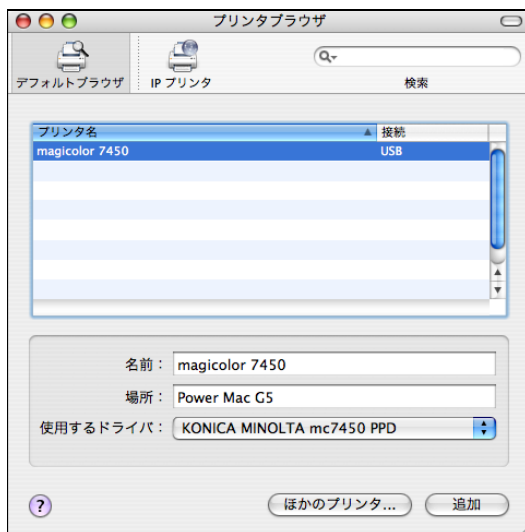 プリンタブラウザ
デフォルトブラウザ
IP プリンタ
検索
プリンタ名 接続
magicolor 7450 USB
名前： magicolor 7450
場所： Power Mac G5
使用するドライバ： KONICA MINOLTA mc7450 PPD
? ほかのプリンタ... 追加